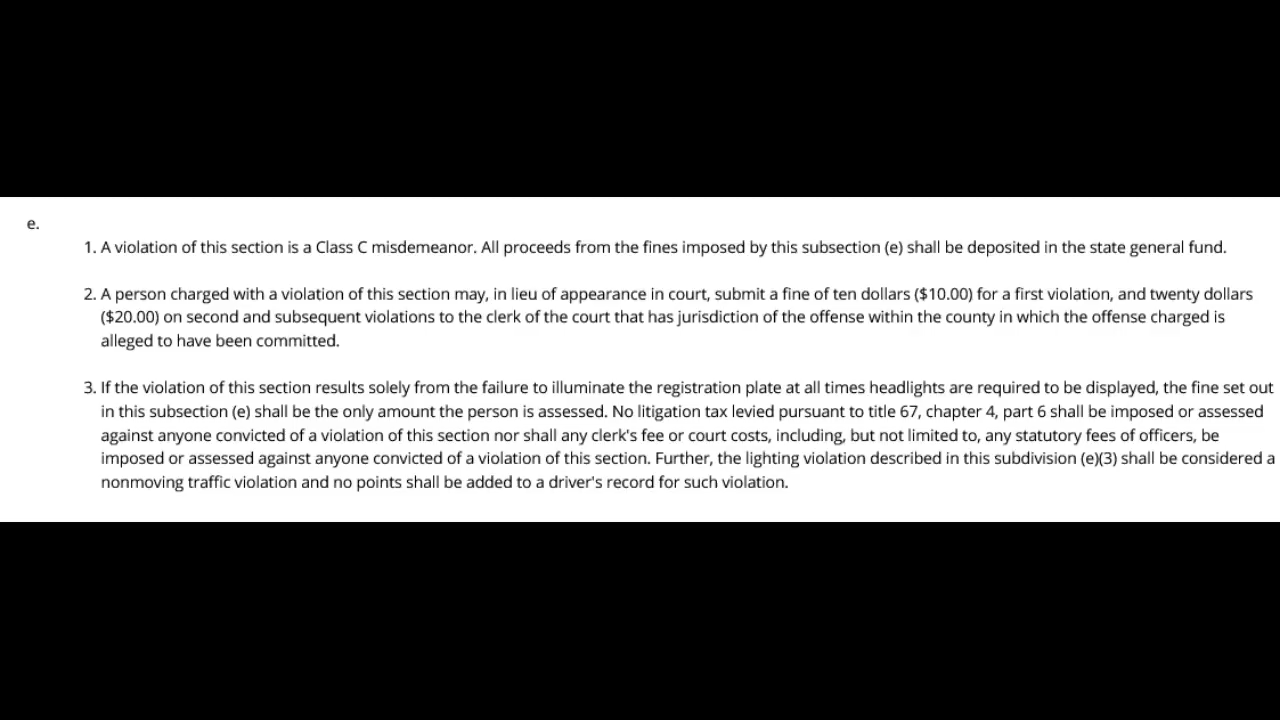 e.
1. A violation of this section is a Class C misdemeanor. All proceeds from the fines imposed by this subsection (e) shall be deposited in the state general fund.
2. A person charged with a violation of this section may, in lieu of appearance in court, submit a fine of ten dollars ($10.00) for a first violation, and twenty dollars
($20.00) on second and subsequent violations to the clerk of the court that has jurisdiction of the offense within the county in which the offense charged is
alleged to have been committed.
3. If the violation of this section results solely from the failure to illuminate the registration plate at all times headlights are required to be displayed, the fine set out
in this subsection (e) shall be the only amount the person is assessed. No litigation tax levied pursuant to title 67, chapter 4, part 6 shall be imposed or assessed
against anyone convicted of a violation of this section nor shall any clerk's fee or court costs, including, but not limited to, any statutory fees of officers, be
imposed or assessed against anyone convicted of a violation of this section. Further, the lighting violation described in this subdivision (e)(3) shall be considered a
nonmoving traffic violation and no points shall be added to a driver's record for such violation.